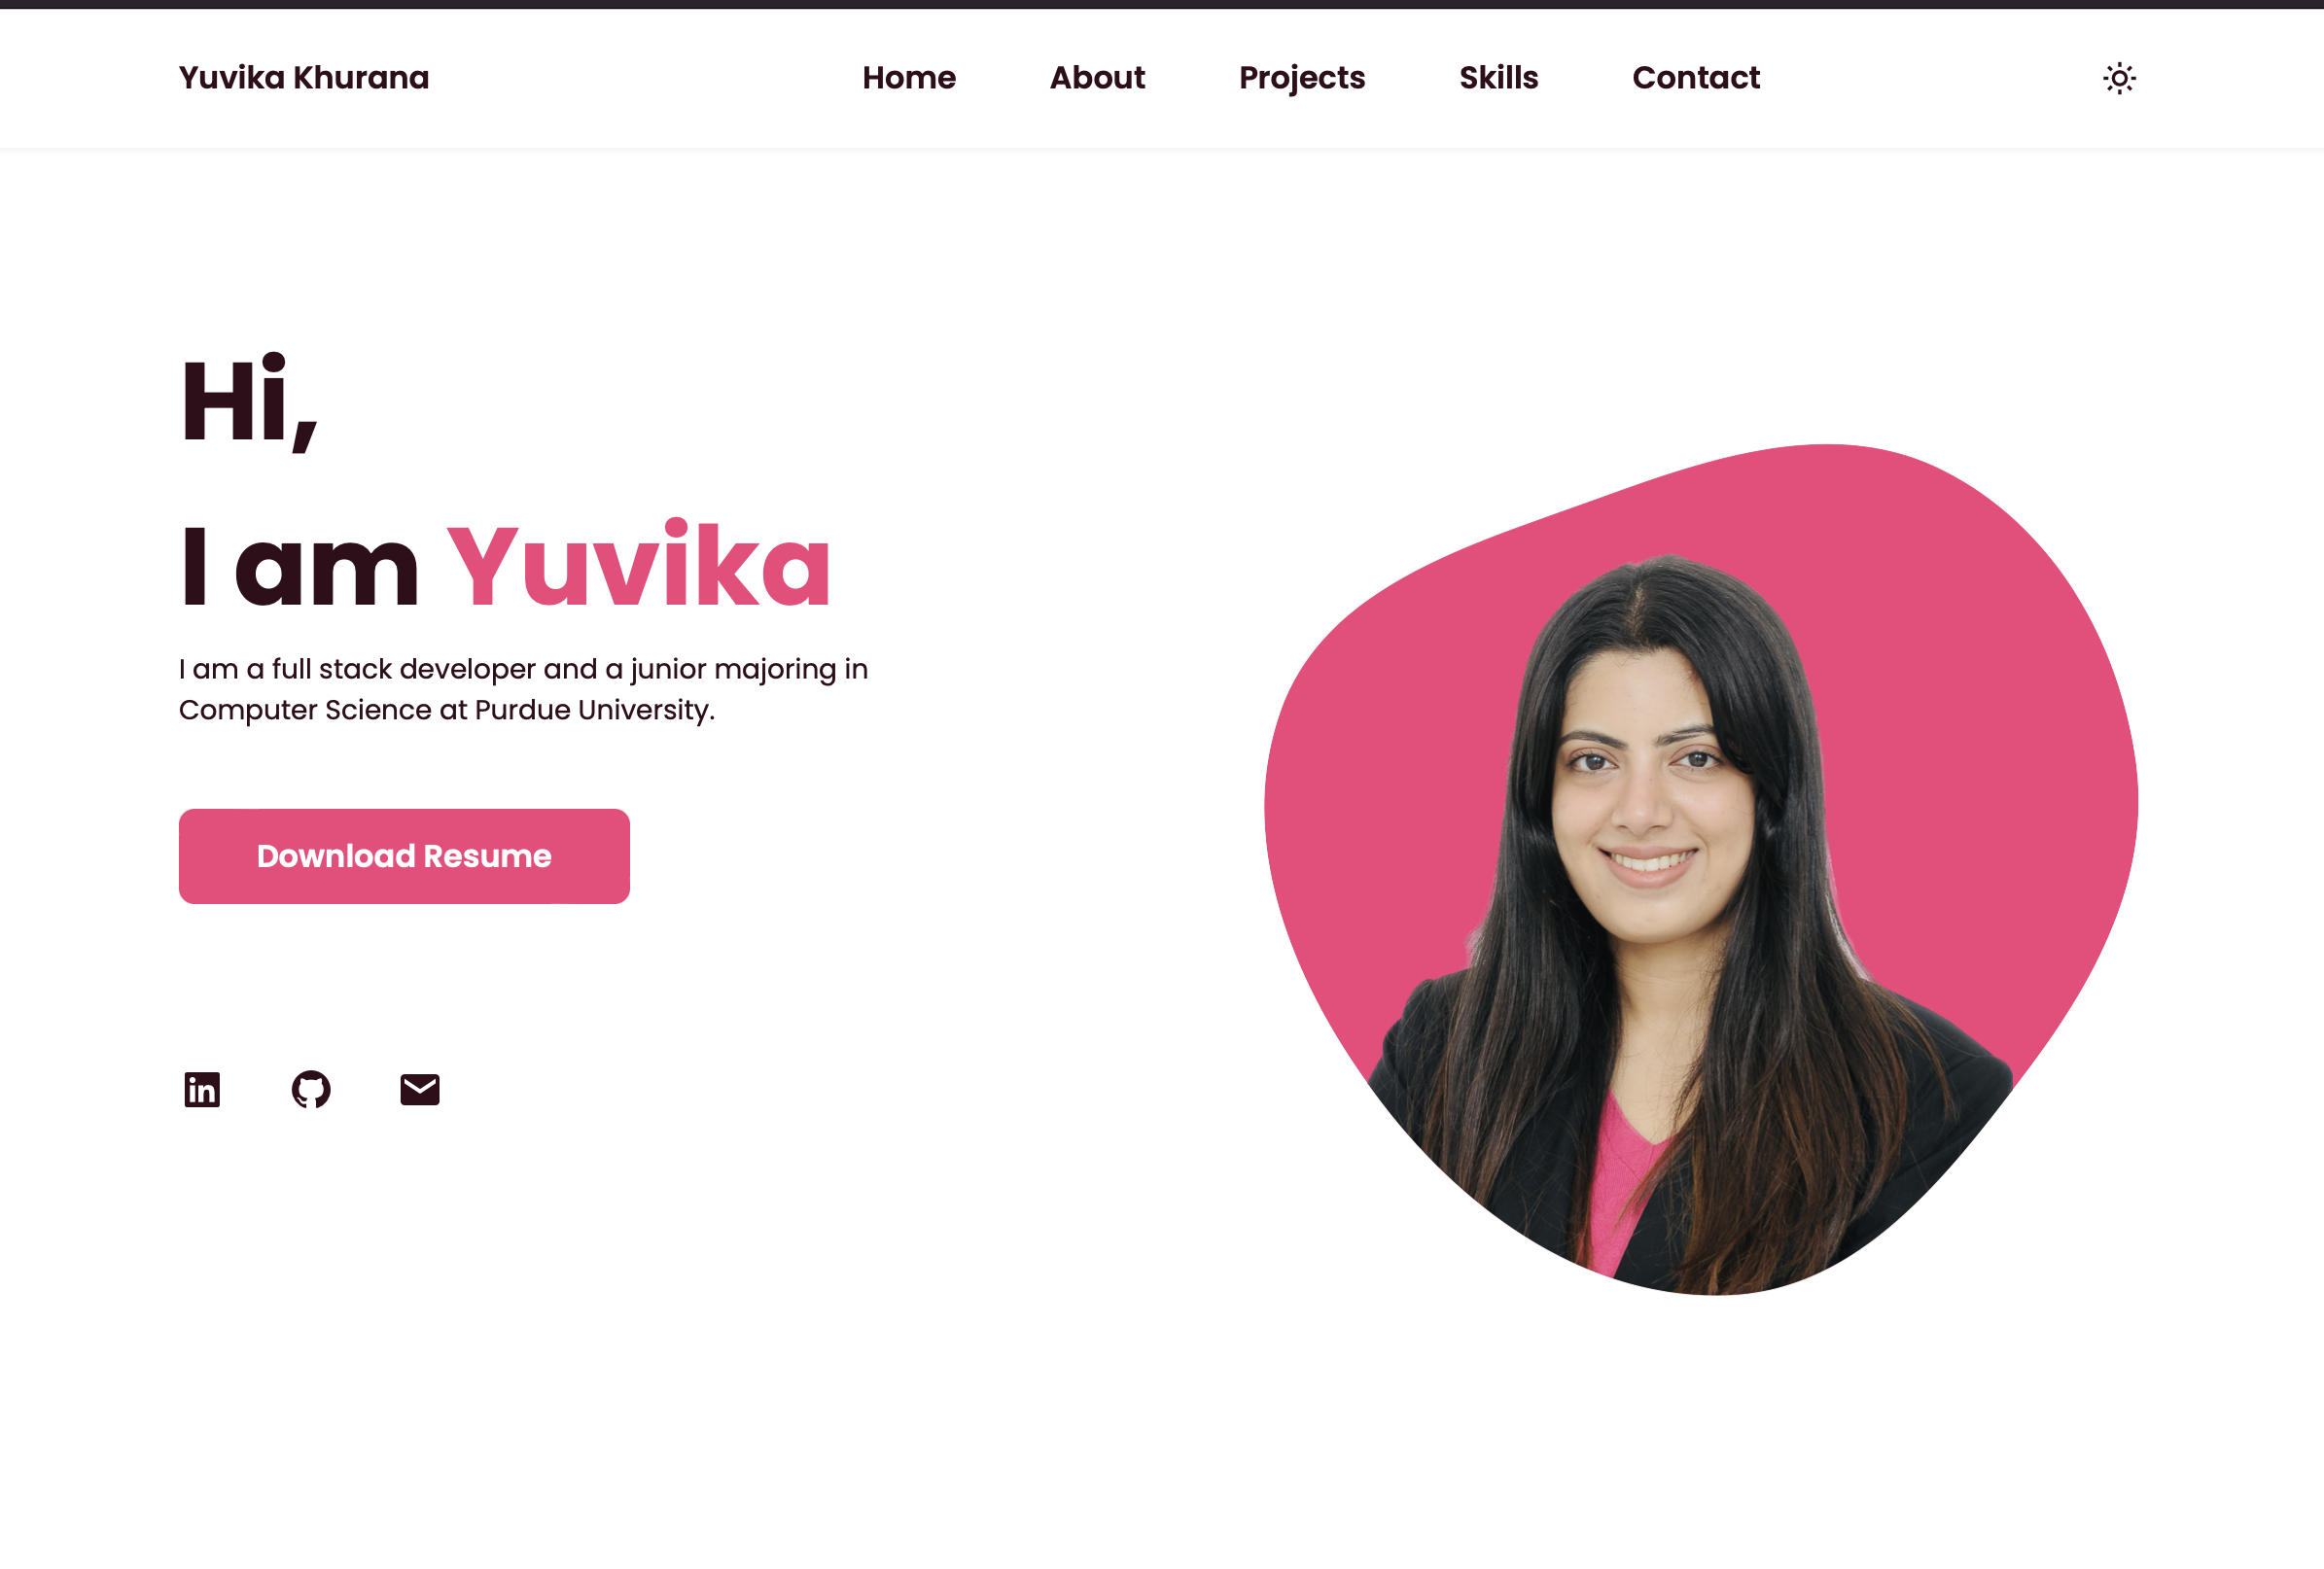 Yuvika Khurana
Home
About
Projects
Skills
Contact
Hi,
I am Yuvika
I am a full stack developer and a junior majoring in
Computer Science at Purdue University.
Download Resume
in